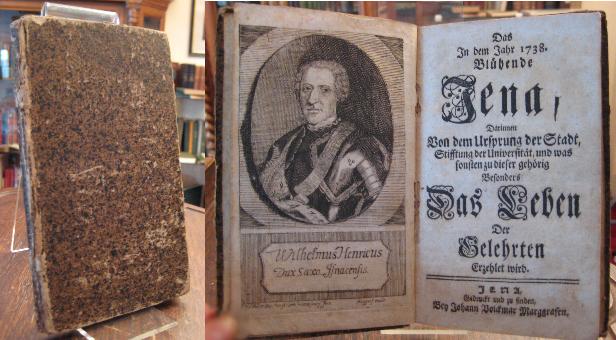 Wilhelmus Henricus
Dux Saxo. Isnacensis.
Das
In dem Jahr 1738.
Blühende
Jena,
Darinnen
Von dem Ursprung der Stadt,
Stifftung der Universität, und was
sonsten zu dieser gehörig
Besonders
Das Leben
Der
Gelehrten
Erzehlet wird.
JENA,
Gedruckt und zu finden,
Bey Johann Volckmar Marggrafen.